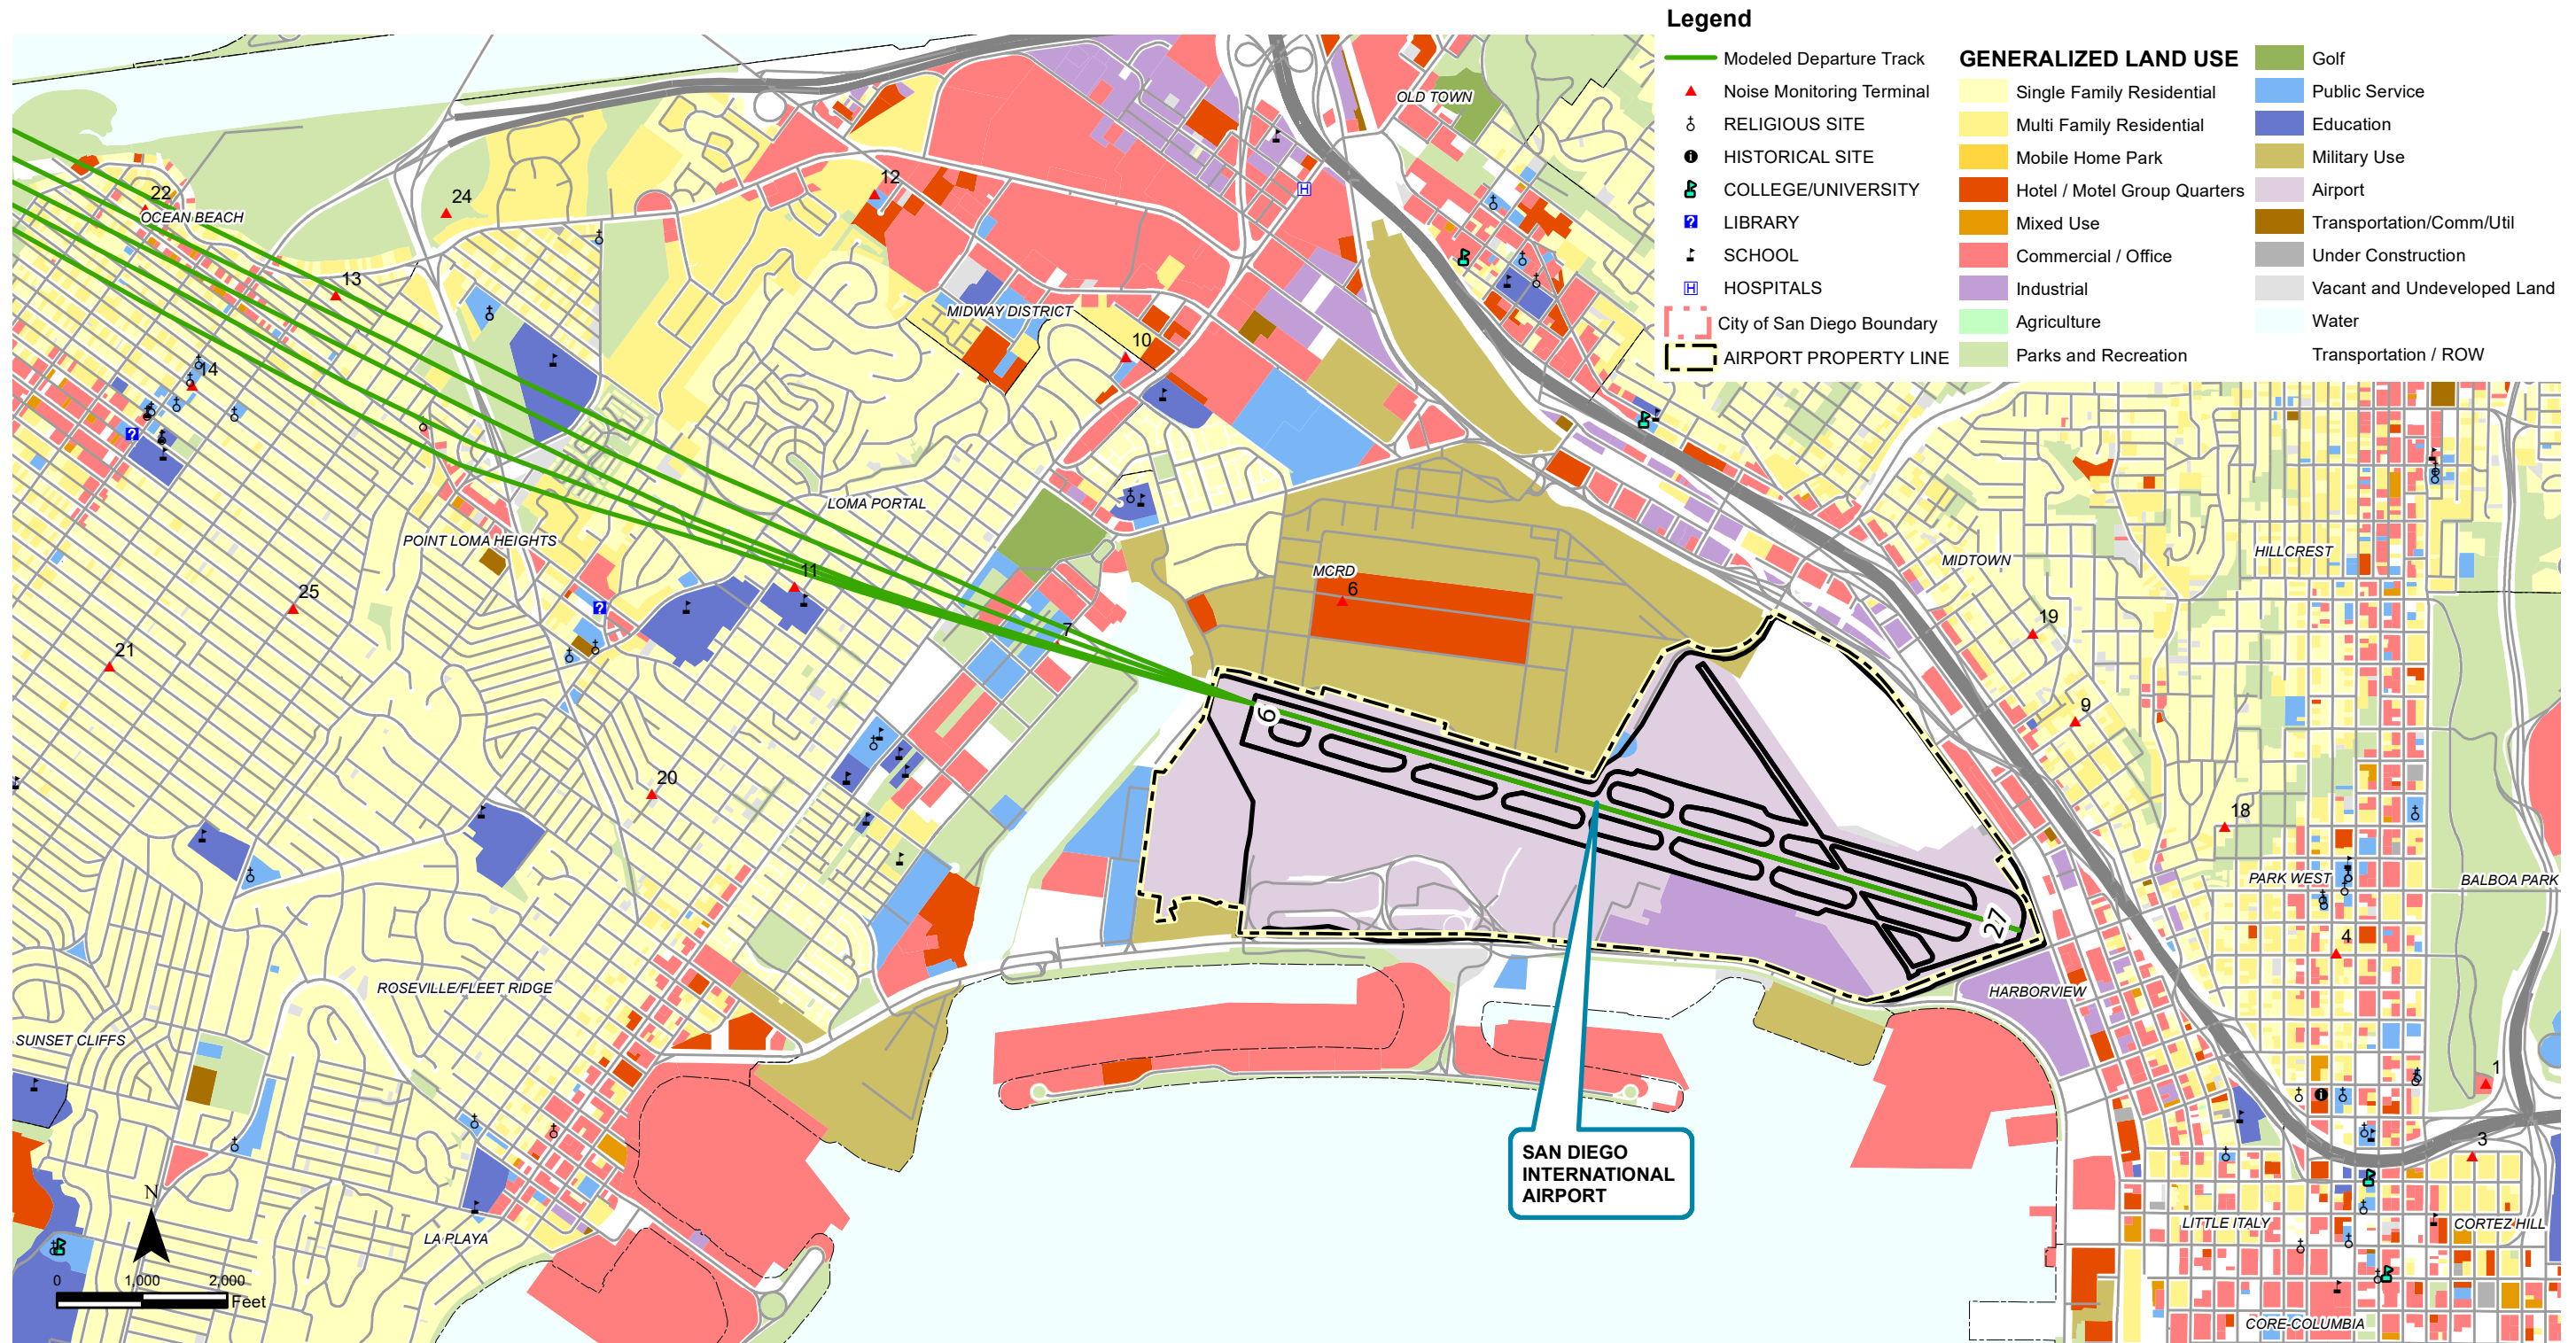 Legend
Modeled Departure Track
Noise Monitoring Terminal
RELIGIOUS SITE
HISTORICAL SITE
COLLEGE/UNIVERSITY
LIBRARY
SCHOOL
HOSPITALS
City of San Diego Boundary
AIRPORT PROPERTY LINE
GENERALIZED LAND USE
Single Family Residential
Multi Family Residential
Mobile Home Park
Hotel / Motel Group Quarters
Mixed Use
Commercial / Office
Industrial
Agriculture
Parks and Recreation
Golf
Public Service
Education
Military Use
Airport
Transportation/Comm/Util
Under Construction
Vacant and Undeveloped Land
Water
Transportation / ROW
OLD TOWN
12
22
24
OCEAN BEACH
13
MIDWAY DISTRICT
10
14
LOMA PORTAL
POINT LOMA HEIGHTS
MIDTOWN
HILLCREST
MCRD
11
6
25
7
19
21
9
9
20
18
PARK WEST
BALBOA PARK
27
4
ROSEVILLE/FLEET RIDGE
HARBORVIEW
SUNSET CLIFFS
1
3
SAN DIEGO
INTERNATIONAL
AIRPORT
N
LA PLAYA
LITTLE ITALY
CORTEZ HILL
0 1,000 2,000
Feet
CORE-COLUMBIA